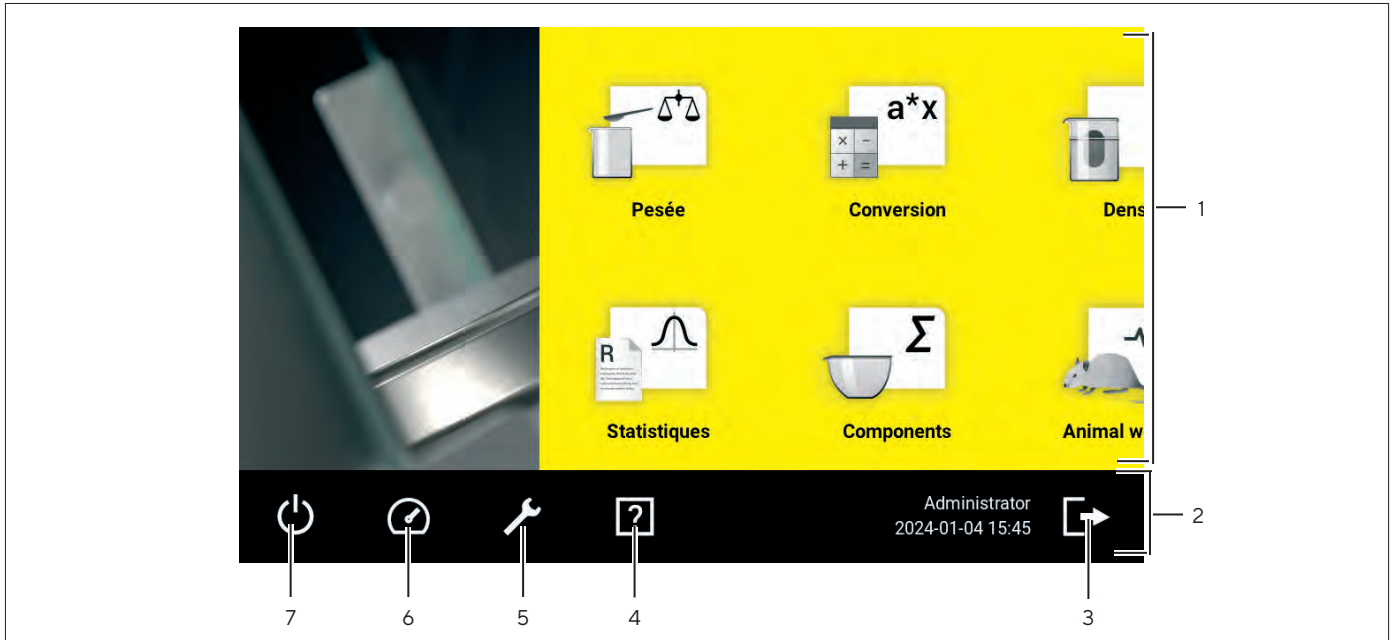 a*x
Pesée
Conversion
Dens
1
R
Σ
Statistiques
Components
Animal w
?
Administrator
2024-01-04 15:45
2
7
6
5
4
3